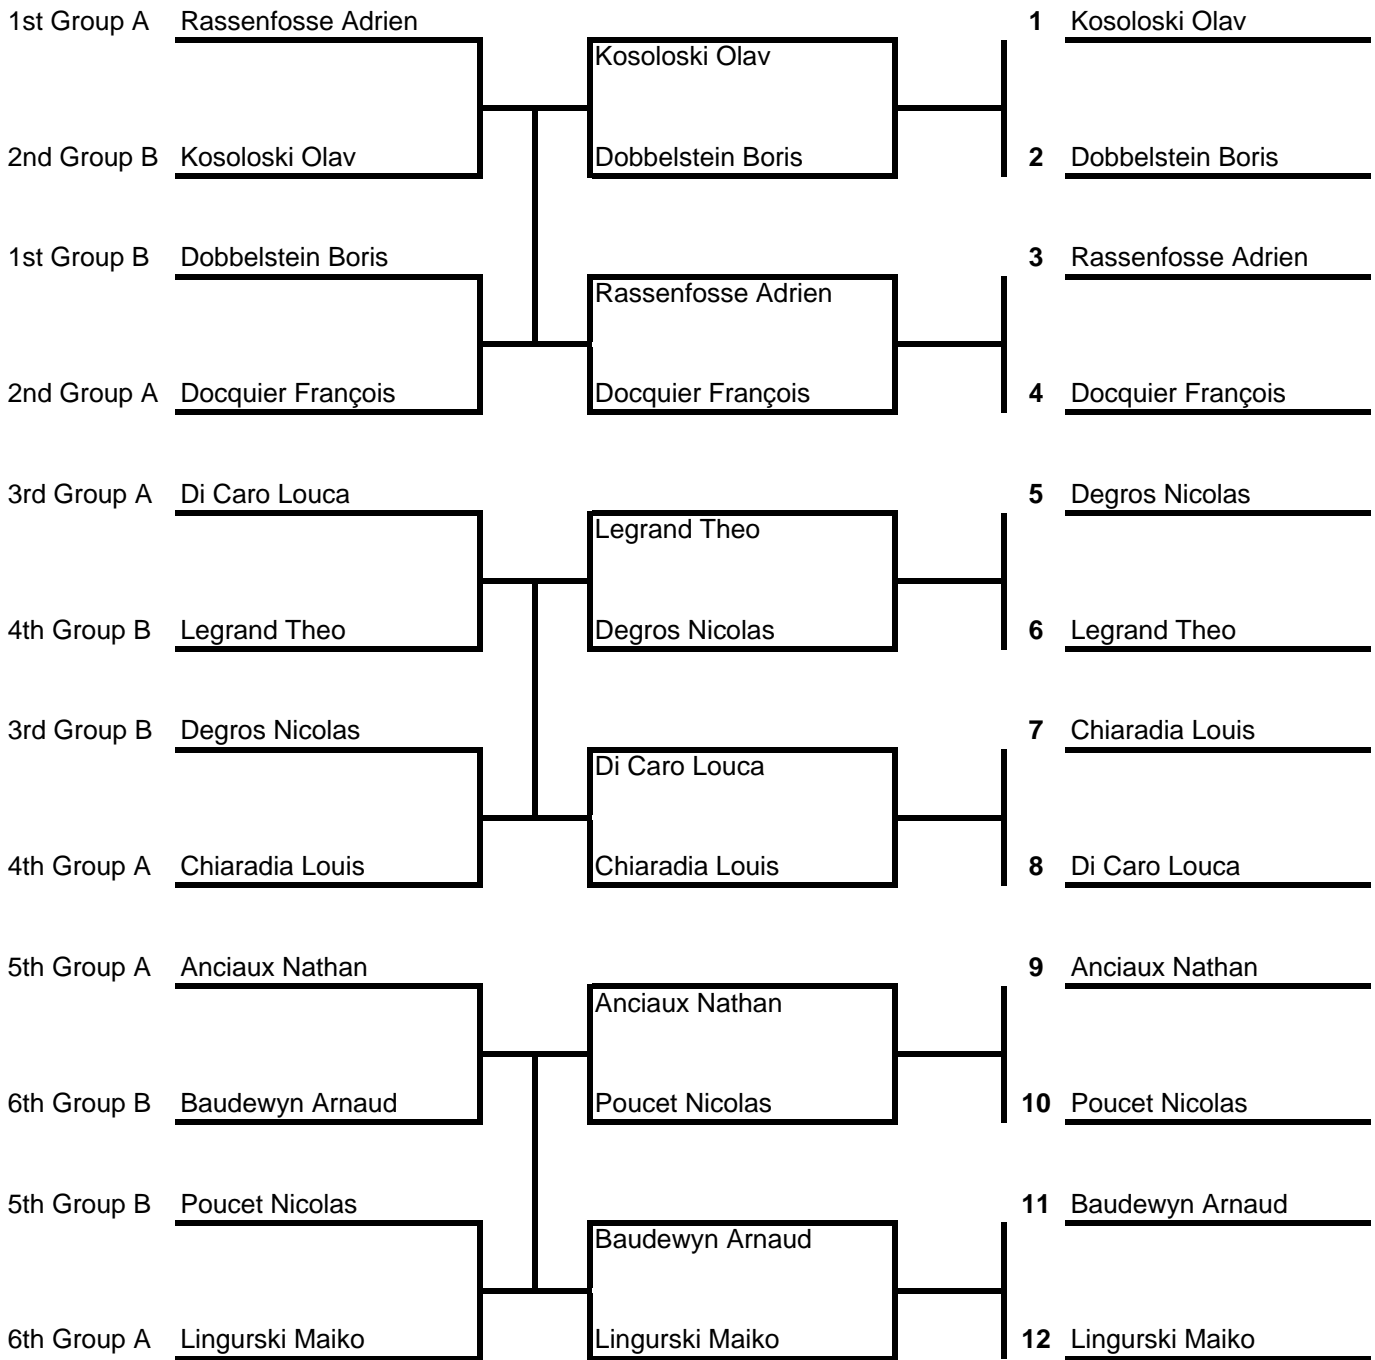 1st Group A Rassenfosse Adrien 1 Kosoloski Olav
Kosoloski Olav
2nd Group B Kosoloski Olav Dobbelstein Boris 2 Dobbelstein Boris
1st Group B Dobbelstein Boris 3 Rassenfosse Adrien
Rassenfosse Adrien
2nd Group A Docquier François Docquier François 4 Docquier François
3rd Group A Di Caro Louca 5 Degros Nicolas
Legrand Theo
4th Group B Legrand Theo Degros Nicolas 6 Legrand Theo
3rd Group B Degros Nicolas 7 Chiaradia Louis
Di Caro Louca
4th Group A Chiaradia Louis Chiaradia Louis 8 Di Caro Louca
5th Group A Anciaux Nathan 9 Anciaux Nathan
Anciaux Nathan
6th Group B Baudewyn Arnaud Poucet Nicolas 10 Poucet Nicolas
5th Group B Poucet Nicolas 11 Baudewyn Arnaud
Baudewyn Arnaud
6th Group A Lingurski Maiko Lingurski Maiko 12 Lingurski Maiko